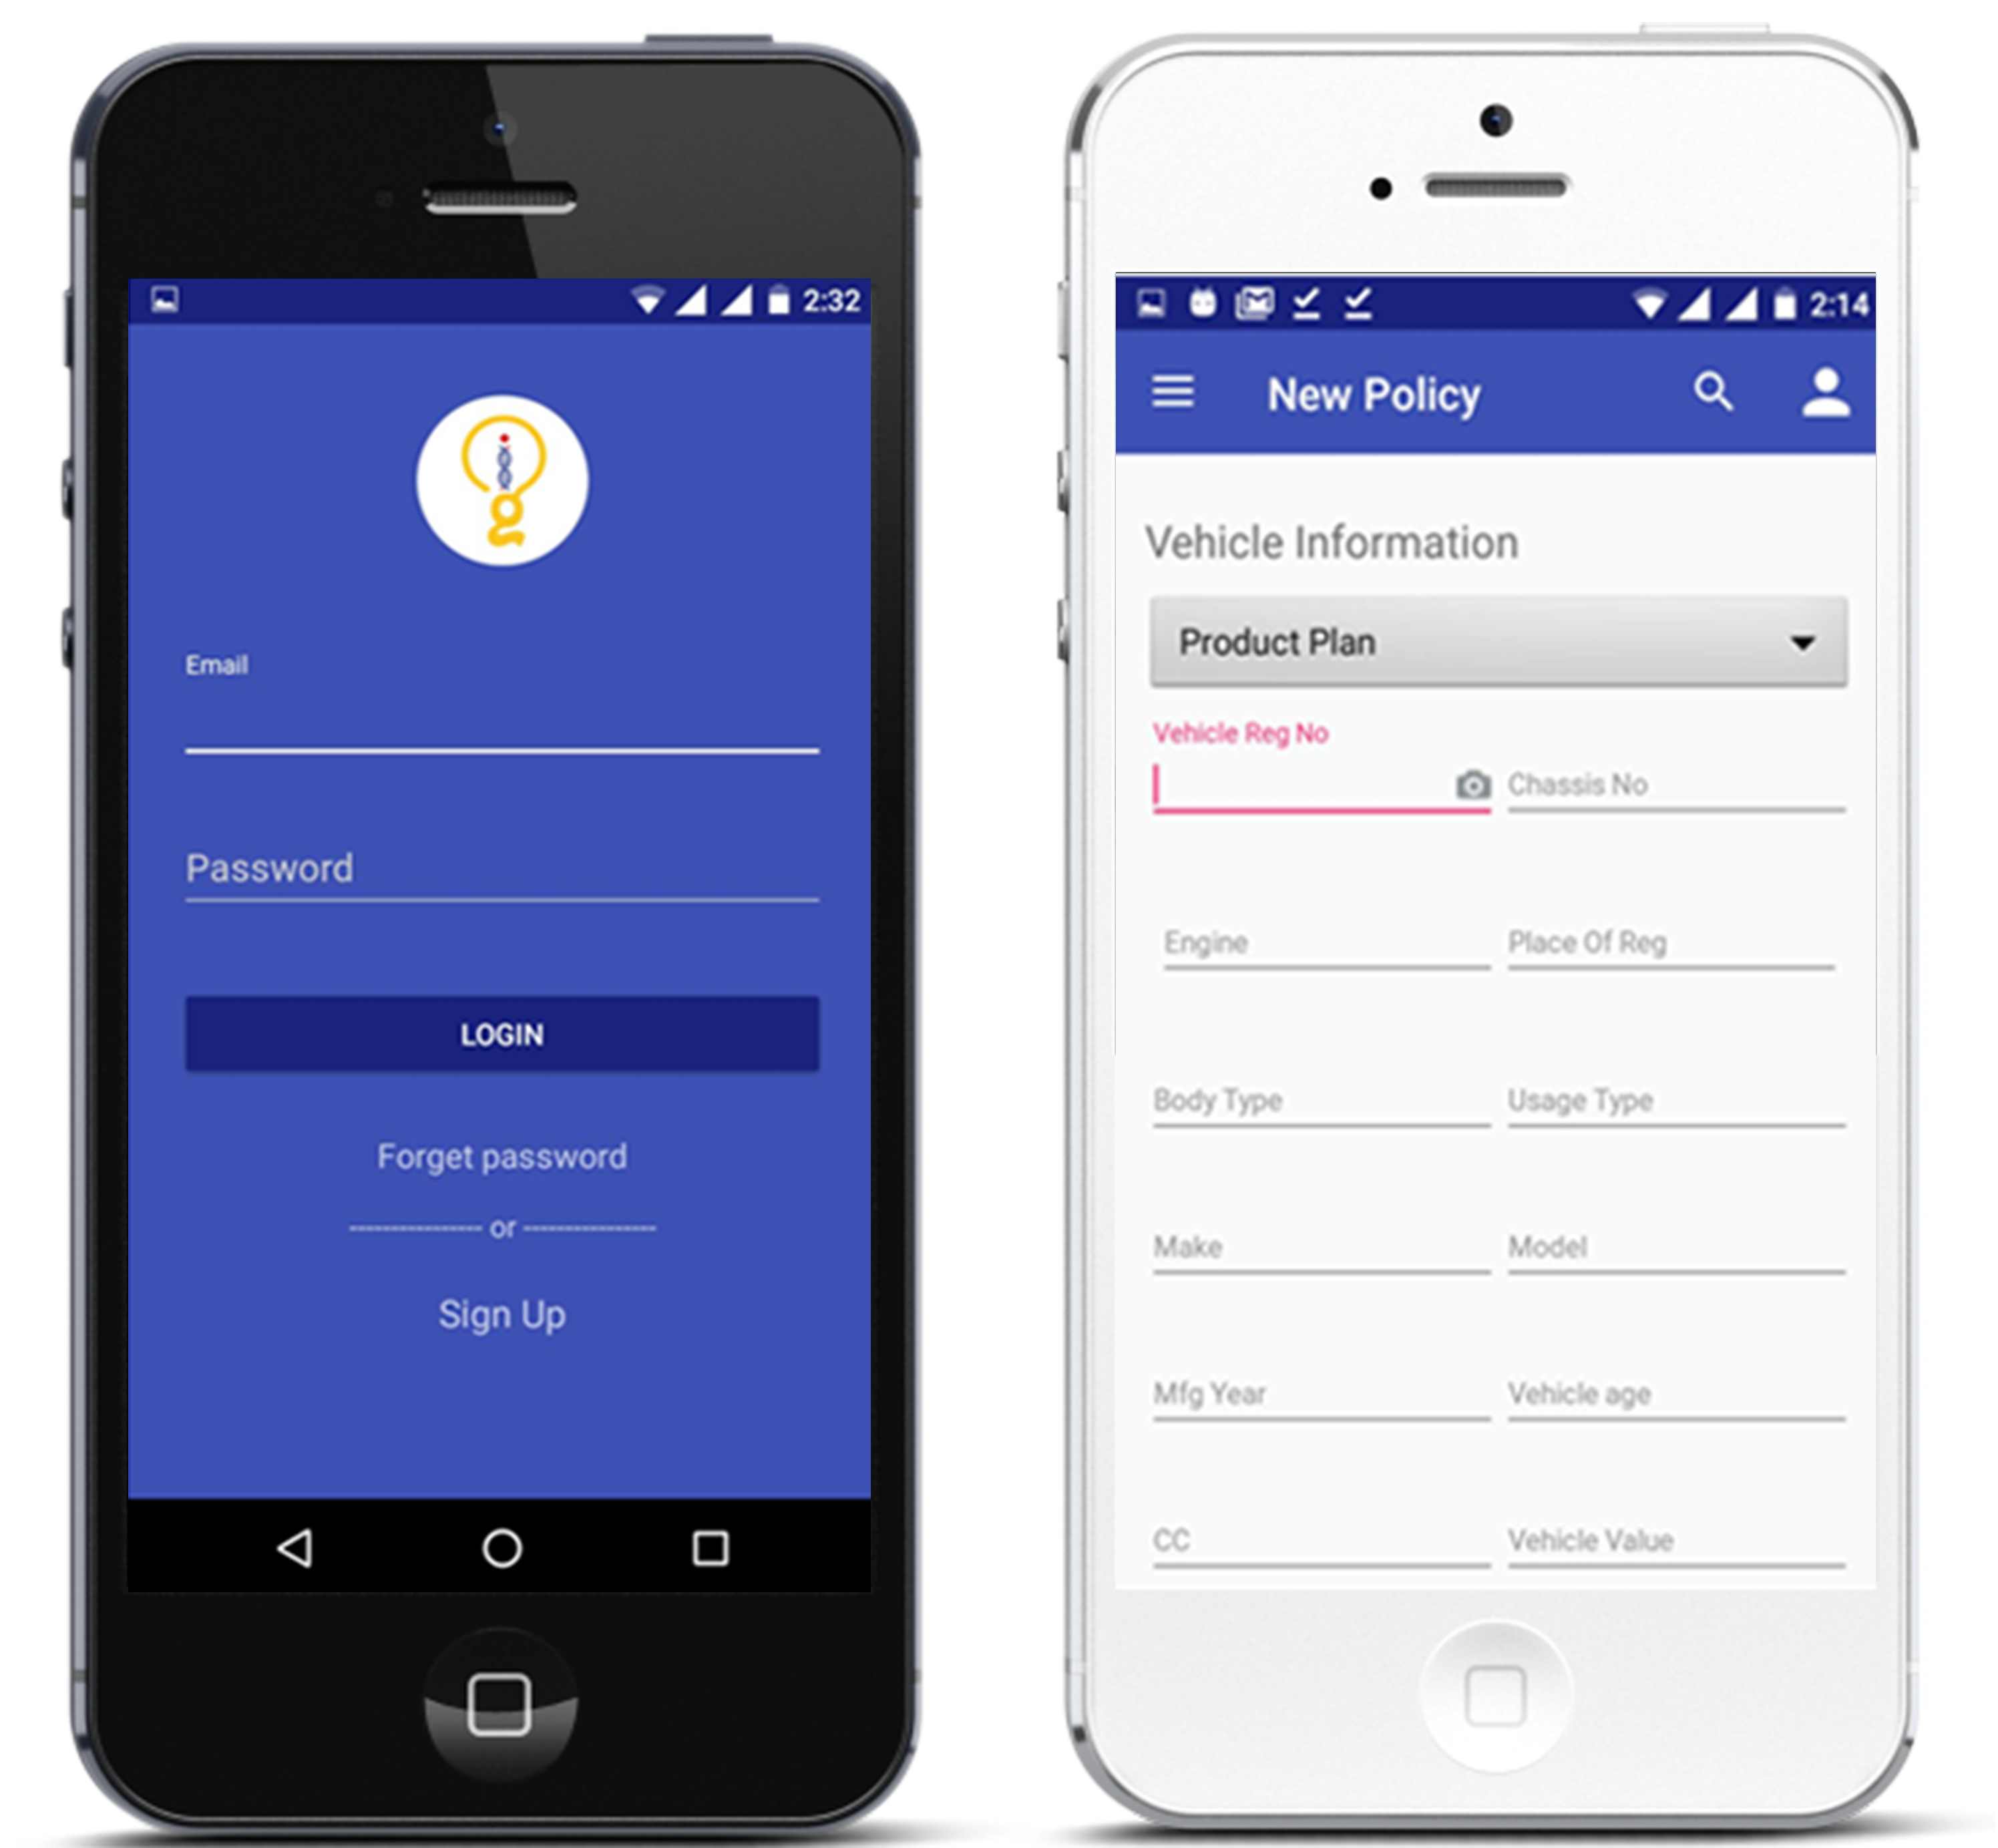 2:32
Email
Password
LOGIN
Forget password
---------------- or ----------------
Sign Up
2:14
New Policy
Vehicle Information
Product Plan
Vehicle Reg No
Chassis No
Engine Place Of Reg
Body Type Usage Type
Make Model
Mfg Year Vehicle age
CC Vehicle Value